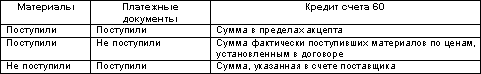 Материалы
Платежные
документы
Кредит счета 60
Поступили
Поступили
Сумма в пределах акцепта
Поступили
Не поступили
Сумма фактически поступивших материалов по ценам,
установленным в договоре
Не поступили
Поступили
Сумма, указанная в счете поставщика